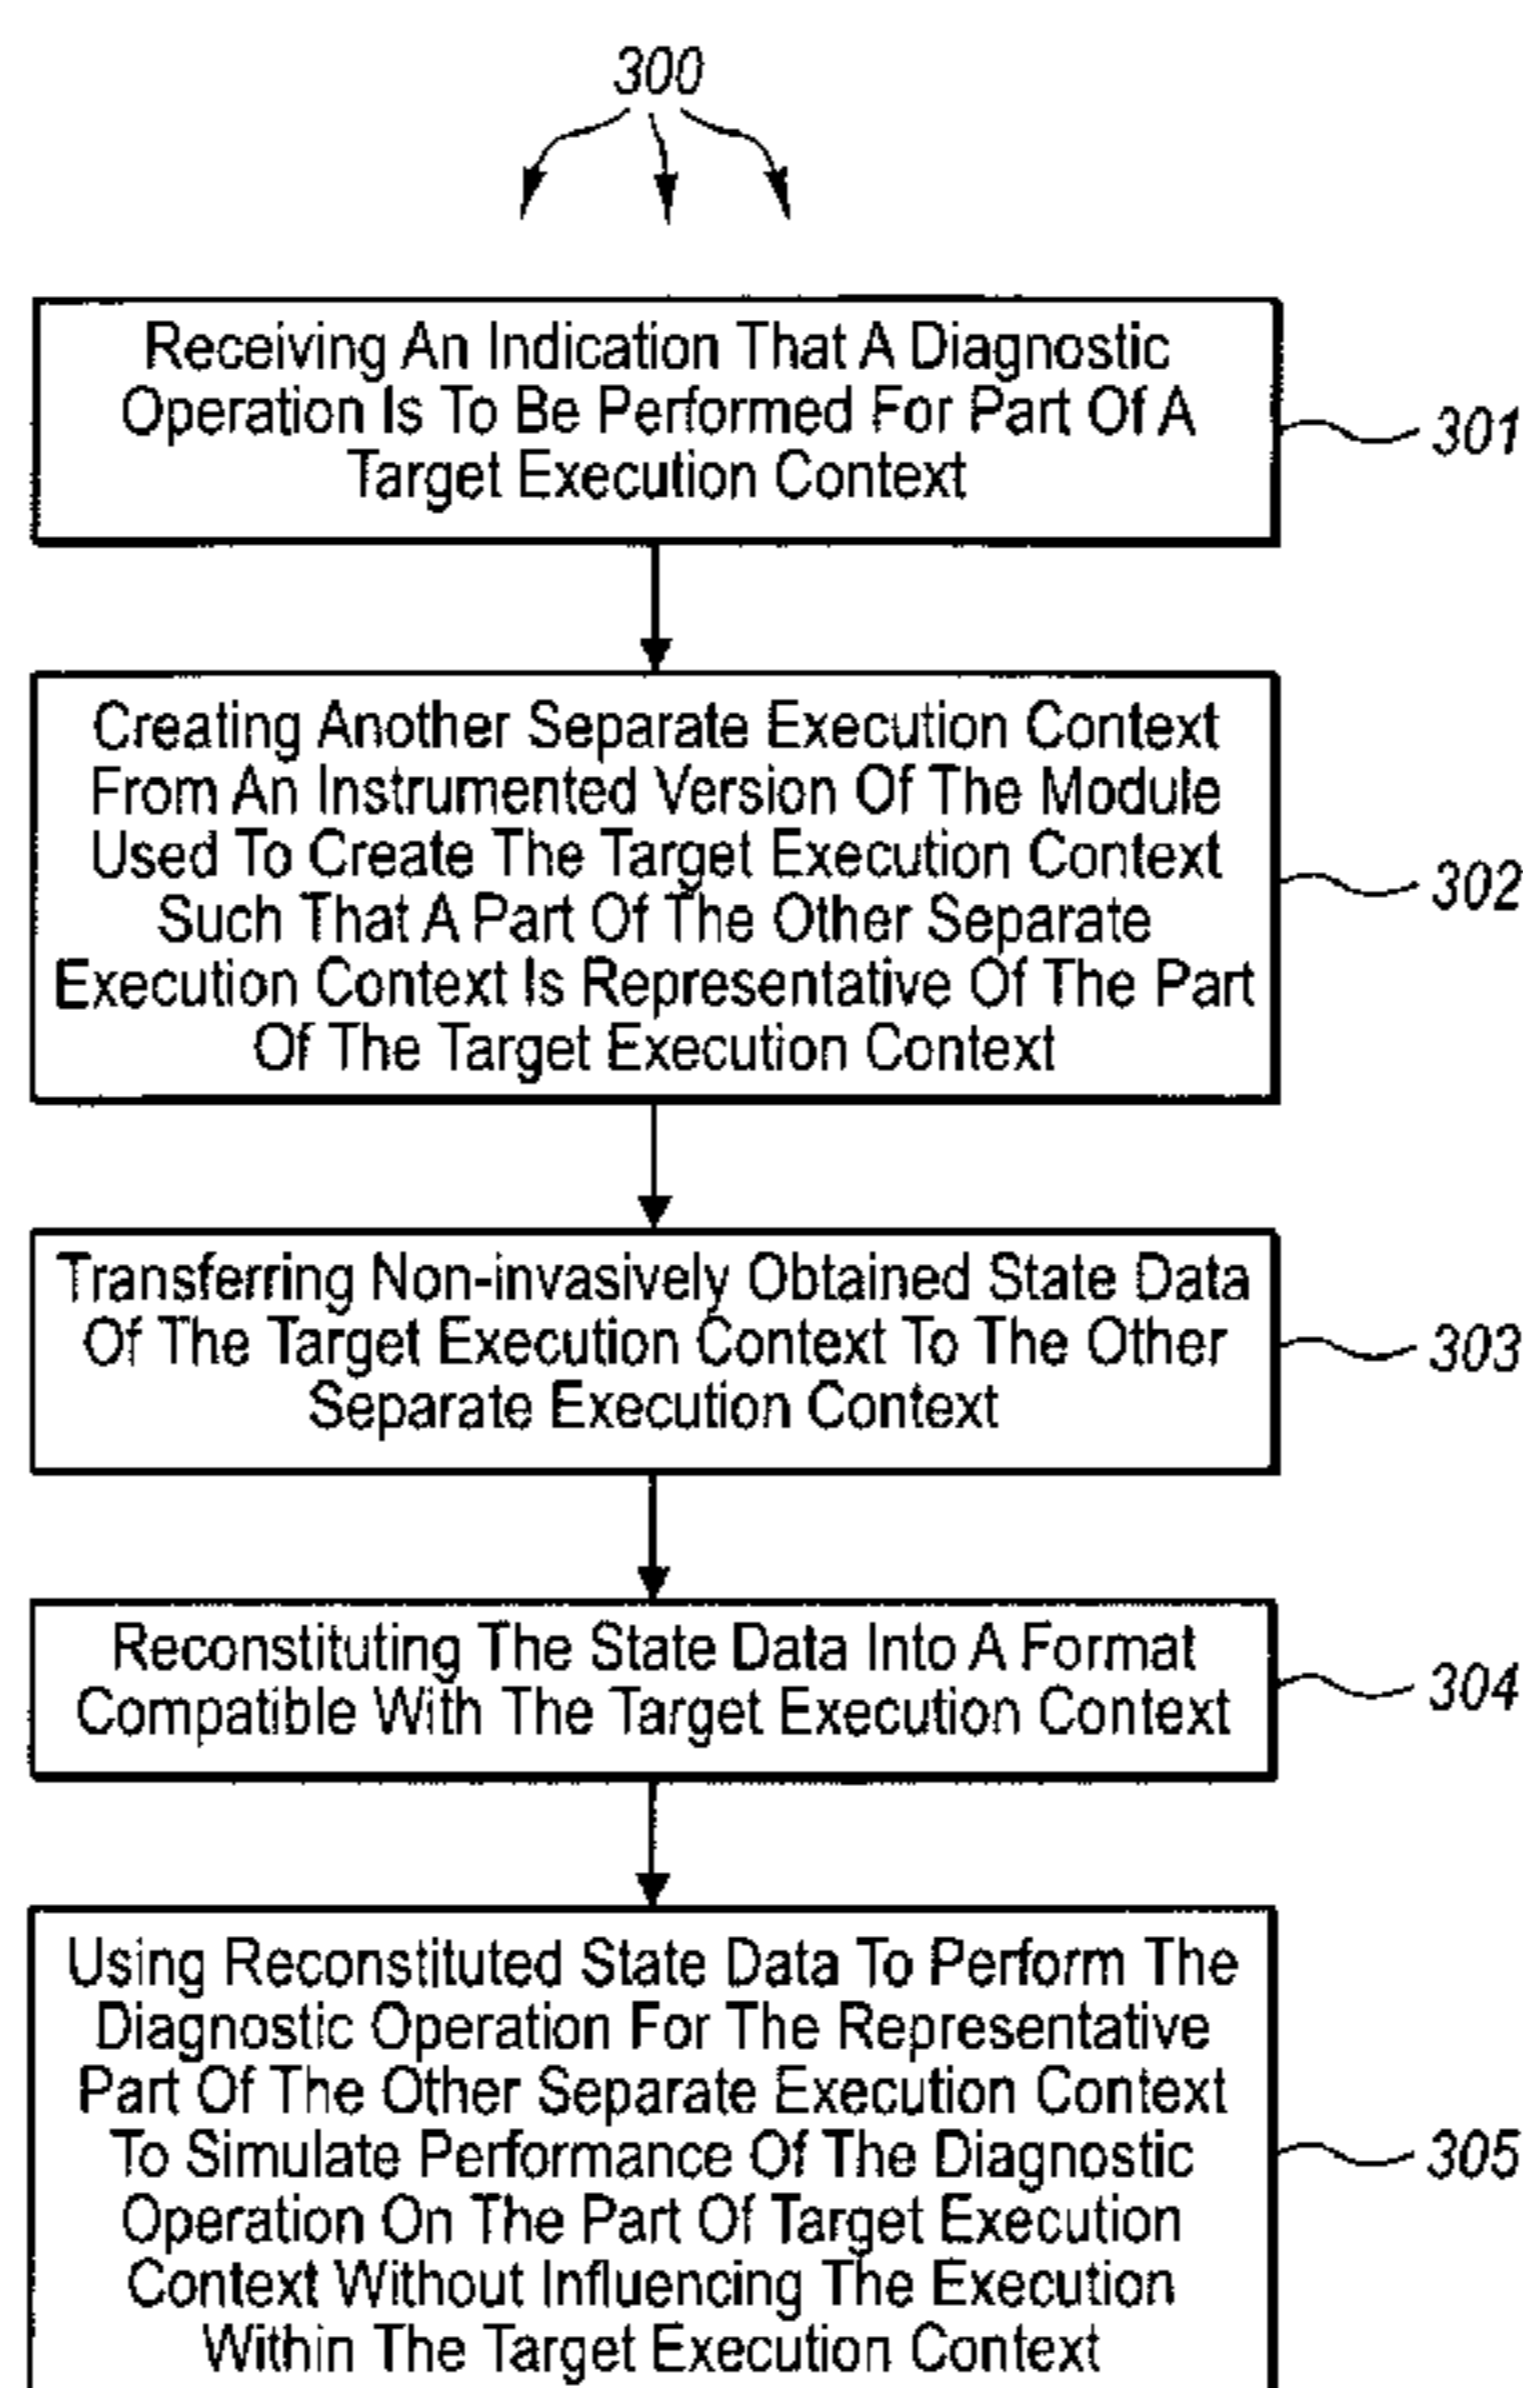 300
Receiving An Indication That A Diagnostic
Operation Is To Be Performed For Part Of A
Target Execution Context
301
Creating Another Separate Execution Context
From An Instrumented Version Of The Module
Used To Create The Target Execution Context
Such That A Part Of The Other Separate
Execution Context Is Representative Of The Part
Of The Target Execution Context
302
Transferring Non-invasively Obtained State Data
Of The Target Execution Context To The Other
Separate Execution Context
303
Reconstituting The State Data Into A Format
Compatible With The Target Execution Context
304
Using Reconstituted State Data To Perform The
Diagnostic Operation For The Representative
Part Of The Other Separate Execution Context
To Simulate Performance Of The Diagnostic
Operation On The Part Of Target Execution
Context Without Influencing The Execution
Within The Target Execution Context
305